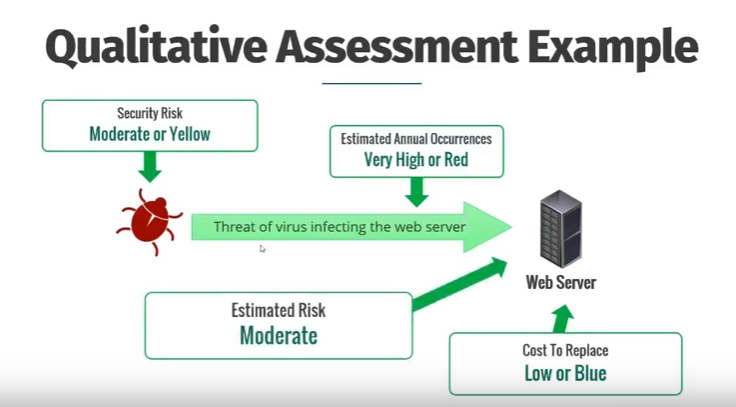 Qualitative Assessment Example
Security Risk
Moderate or Yellow
Estimated Annual Occurrences
Very High or Red
Threat of virus infecting the web server
Web Server
Estimated Risk
Moderate
Cost To Replace
Low or Blue